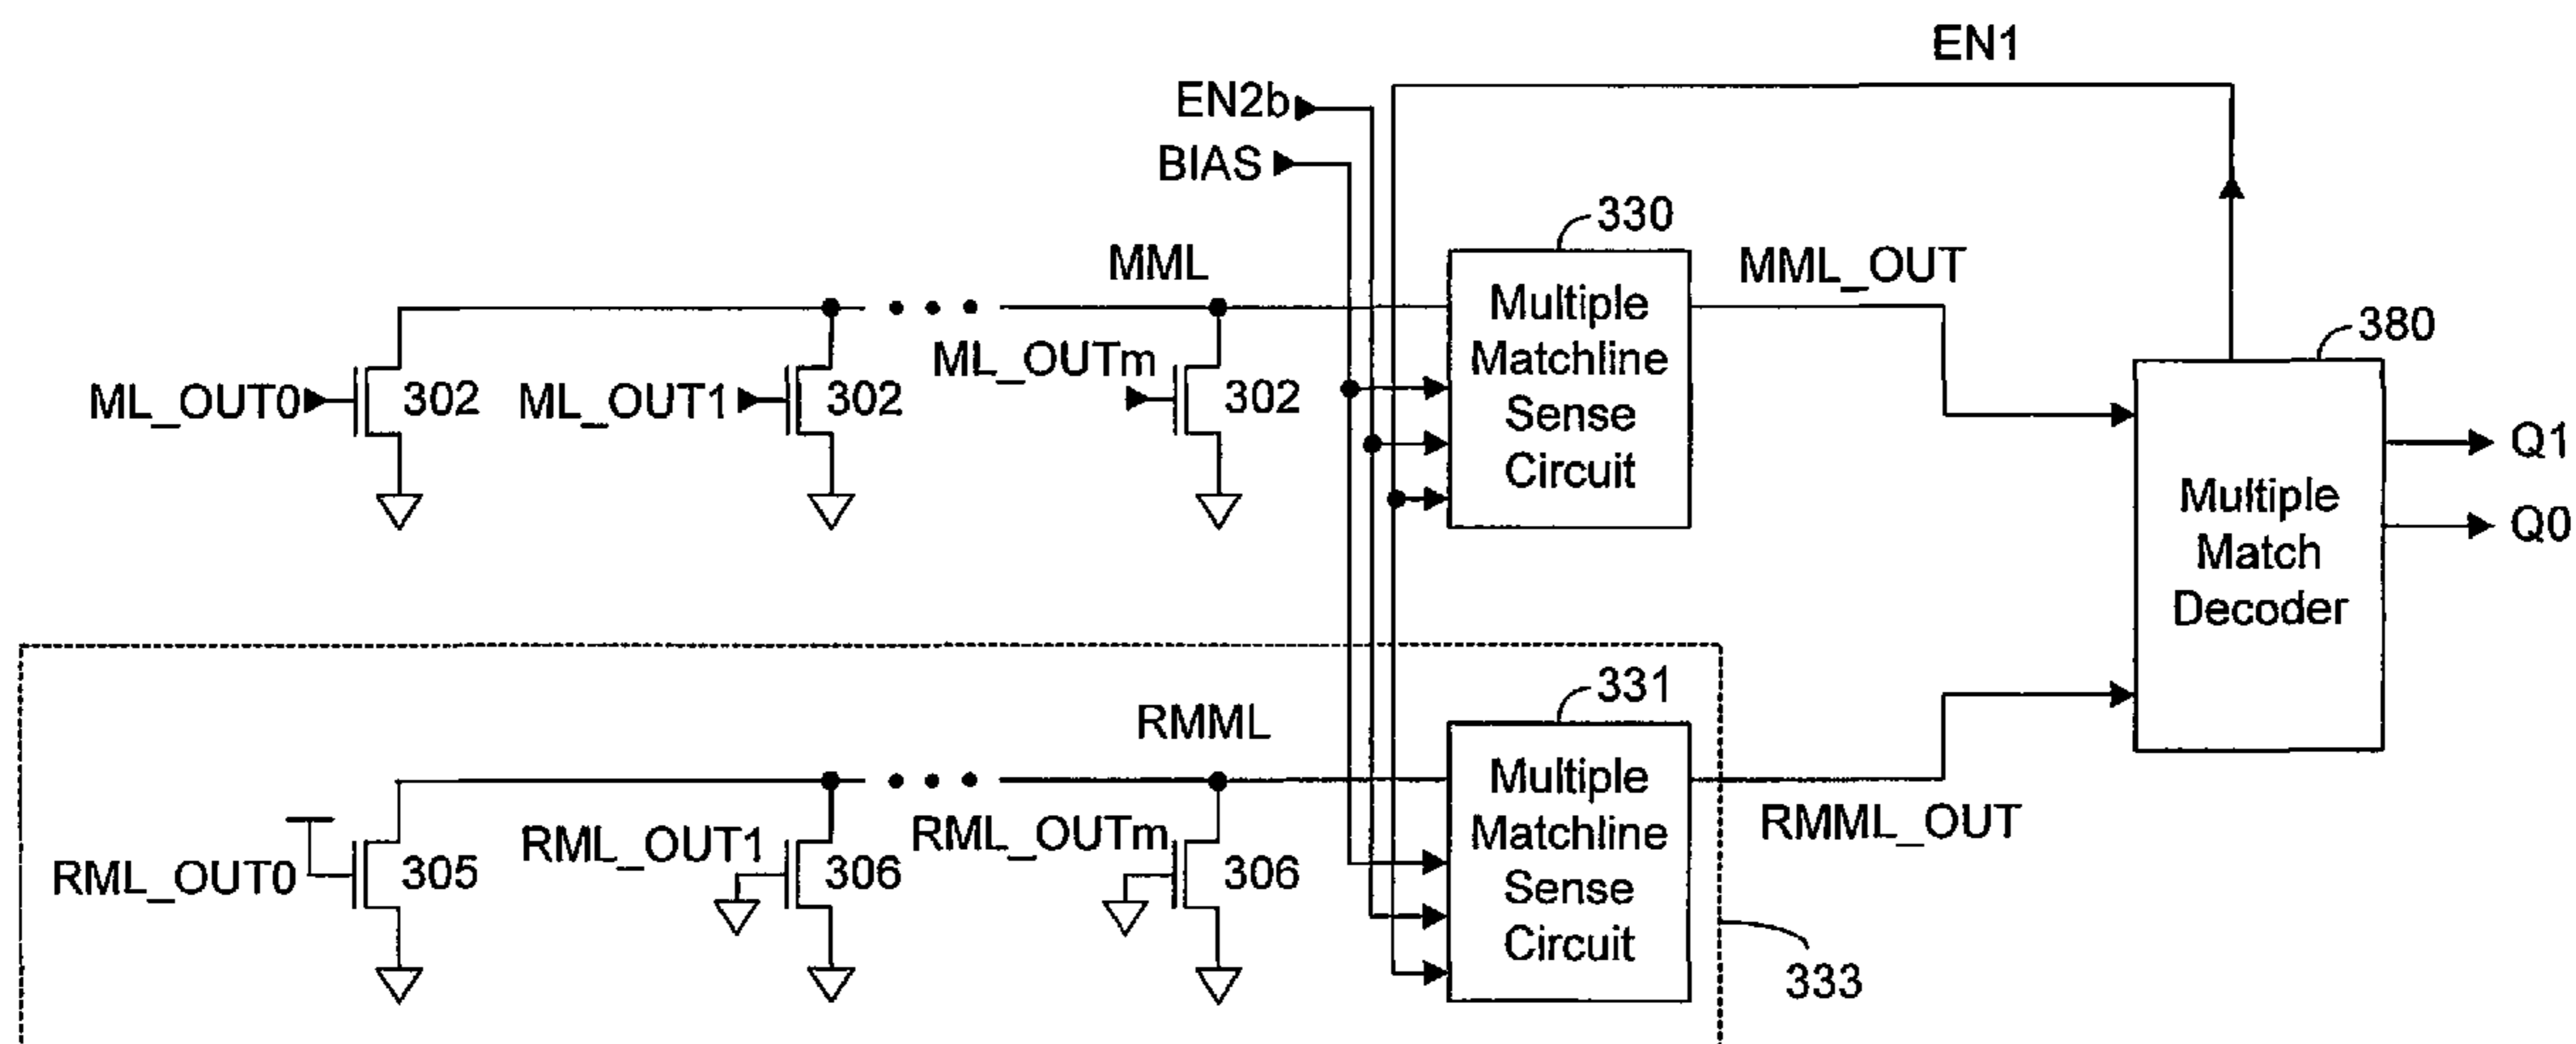 EN1
EN2b
BIAS
330
MML
MML_OUT
Multiple
Matchline
Sense
Circuit
380
ML_OUT0
302
ML_OUT1
302
ML_OUTm
302
Multiple
Match
Decoder
Q1
Q0
331
RMML
Multiple
Matchline
Sense
Circuit
RMML_OUT
RML_OUT0
305
RML_OUT1
306
RML_OUTm
306
333